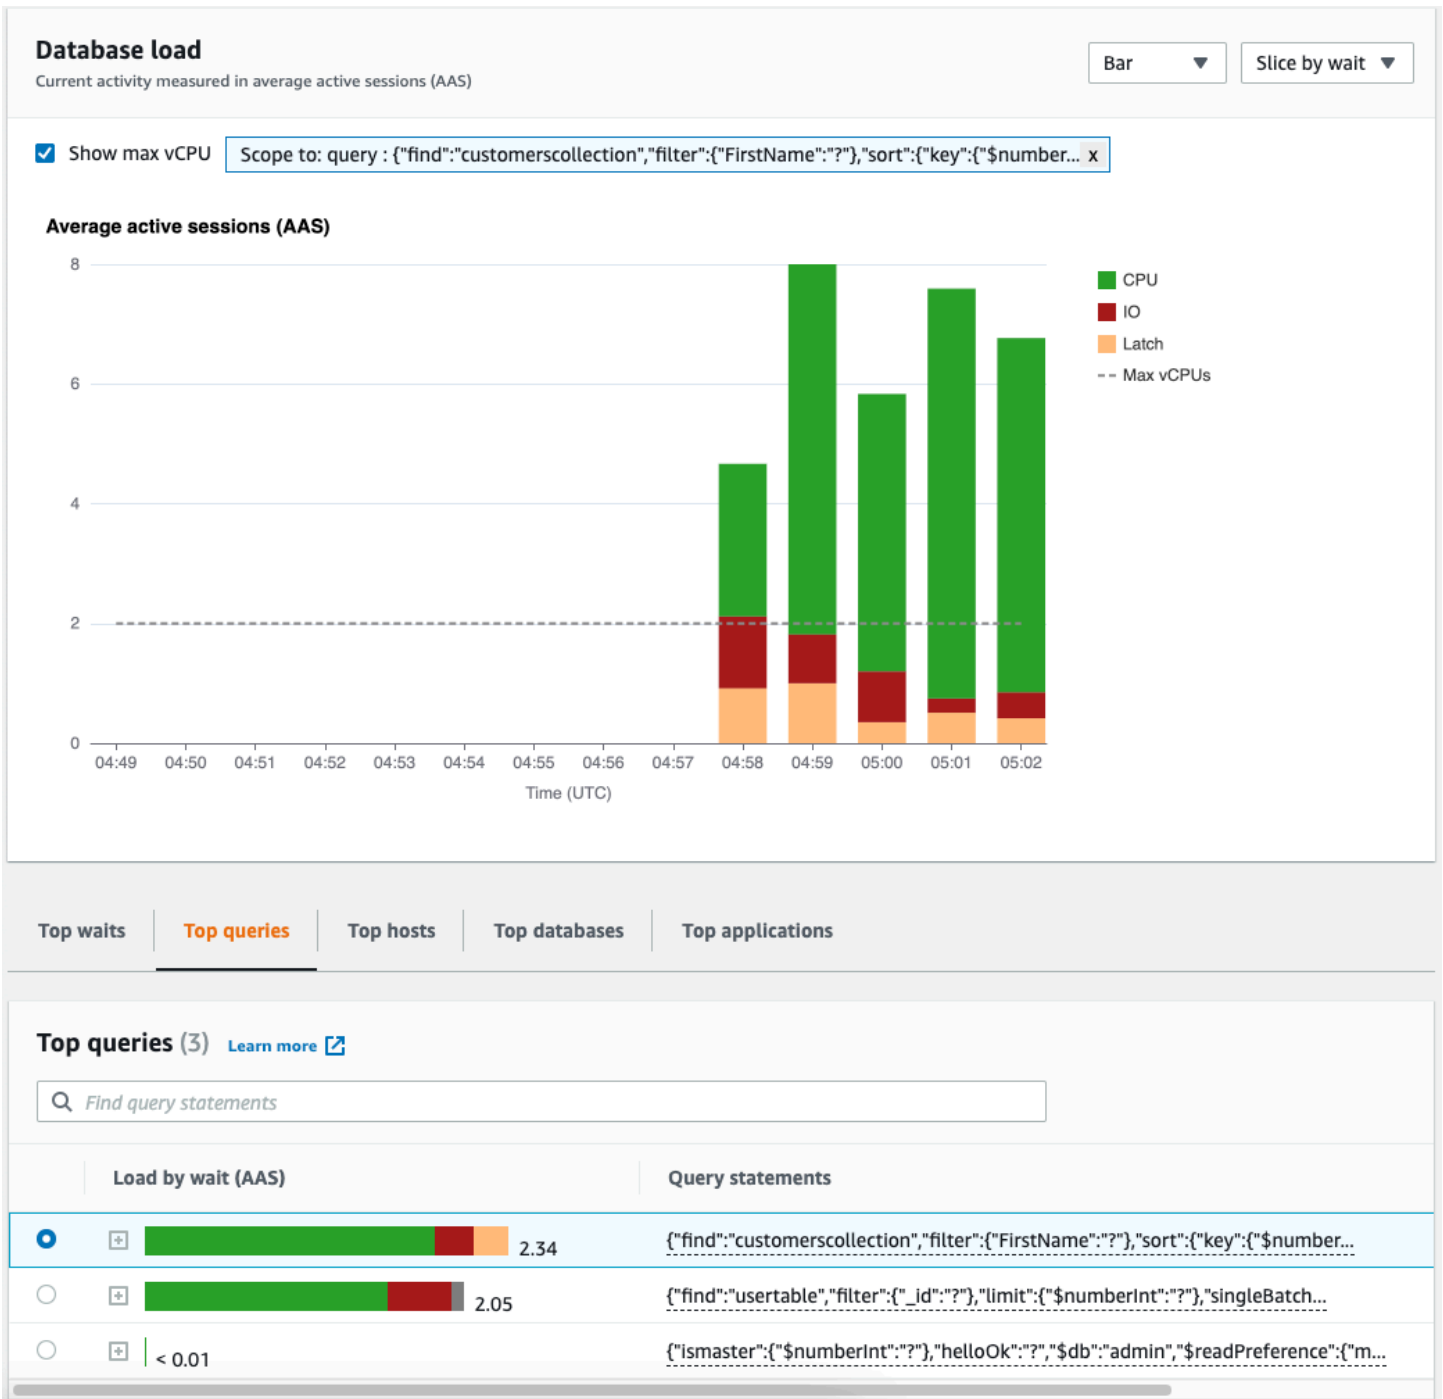 Database load
Current activity measured in average active sessions (AAS)
Bar
Slice by wait
Show max vCPU
Scope to: query : {"find":"customerscollection","filter":{"FirstName":"?"},"sort":{"key":{"$number... x
Average active sessions (AAS)
8
6
4
2
0
CPU
IO
Latch
Max vCPUs
04:49 04:50 04:51 04:52 04:53 04:54 04:55 04:56 04:57 04:58 04:59 05:00 05:01 05:02
Time (UTC)
Top waits
Top queries
Top hosts
Top databases
Top applications
Top queries (3) Learn more
Find query statements
Load by wait (AAS) Query statements
2.34 {"find":"customerscollection","filter":{"FirstName":"?"},"sort":{"key":{"$number...
2.05 {"find":"usertable","filter":{"_id":"?"},"limit":{"$numberInt":"?"},"singleBatch...
< 0.01 {"ismaster":{"$numberInt":"?"},"helloOk":"?","$db":"admin","$readPreference":{"m...